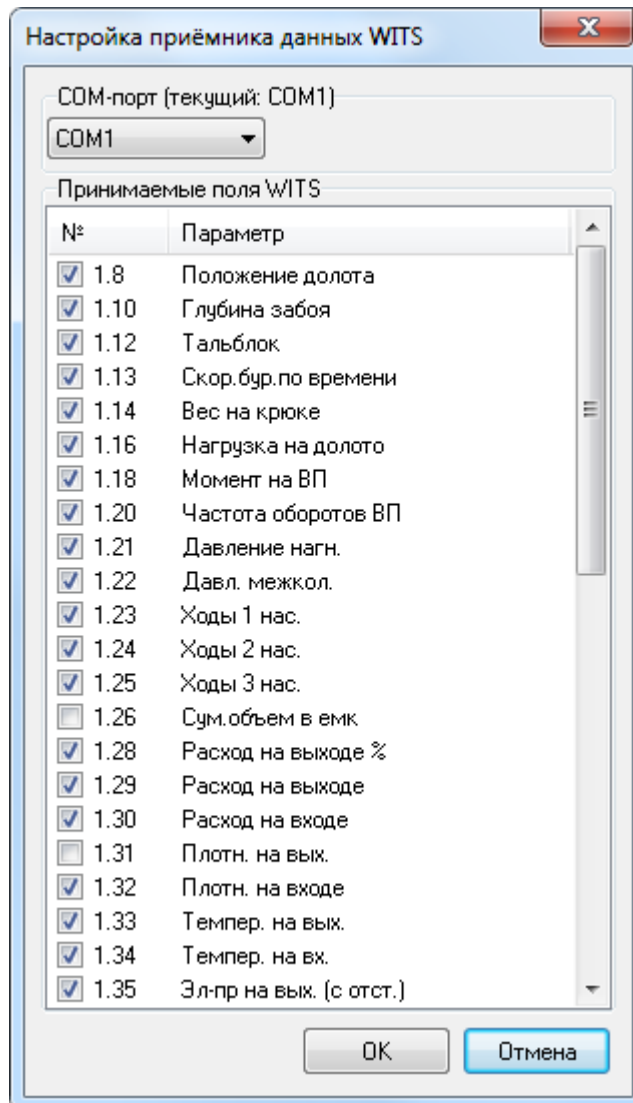 Настройка приёмника данных WITS
COM-порт (текущий: COM1)
COM1
Принимаемые поля WITS
№ Параметр
1.8 Положение долота
1.10 Глубина забоя
1.12 Тальблок
1.13 Скор.бур.по времени
1.14 Вес на крюке
1.16 Нагрузка на долото
1.18 Момент на ВП
1.20 Частота оборотов ВП
1.21 Давление нагн.
1.22 Давл. межкол.
1.23 Ходы 1 нас.
1.24 Ходы 2 нас.
1.25 Ходы 3 нас.
1.26 Сум.объем в емк
1.28 Расход на выходе %
1.29 Расход на выходе
1.30 Расход на входе
1.31 Плотн. на вых.
1.32 Плотн. на входе
1.33 Темпер. на вых.
1.34 Темпер. на вх.
1.35 Эл-пр на вых. (с отст.)
OK Отмена